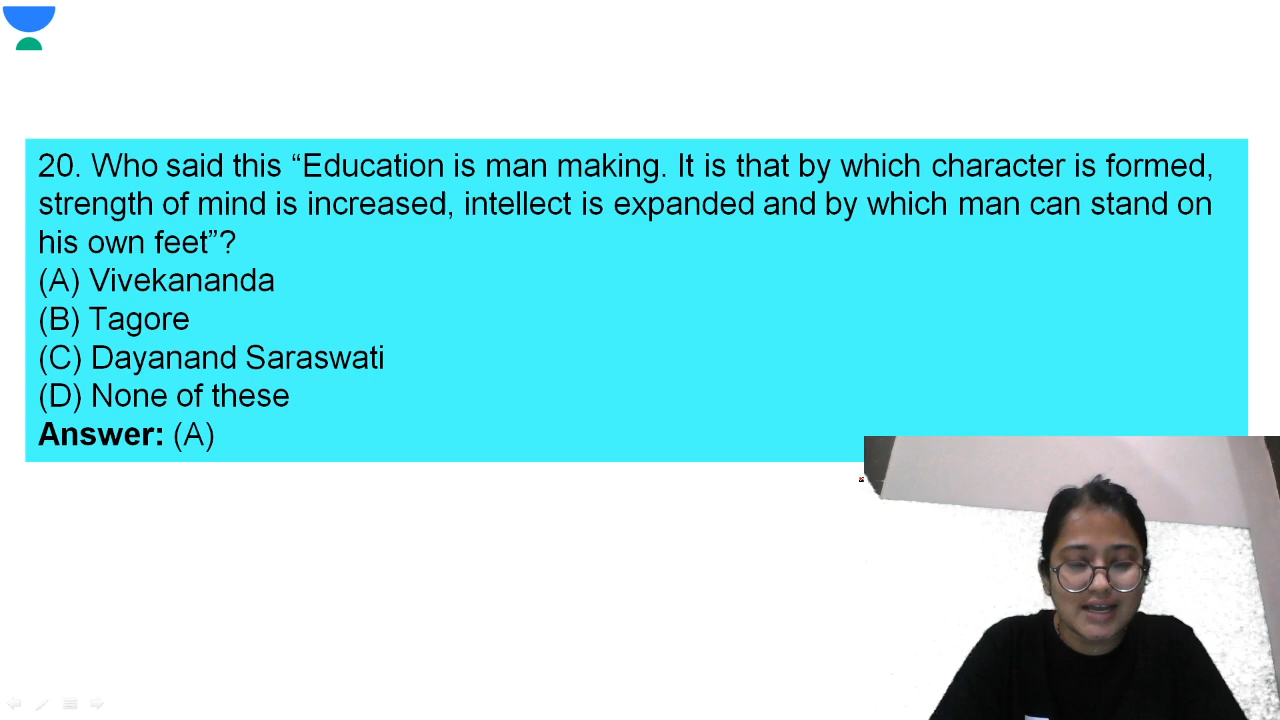 20. Who said this “Education is man making. It is that by which character is formed,
strength of mind is increased, intellect is expanded and by which man can stand on
his own feet”?
(A) Vivekananda
(B) Tagore
(C) Dayanand Saraswati
(D) None of these
Answer: (A)